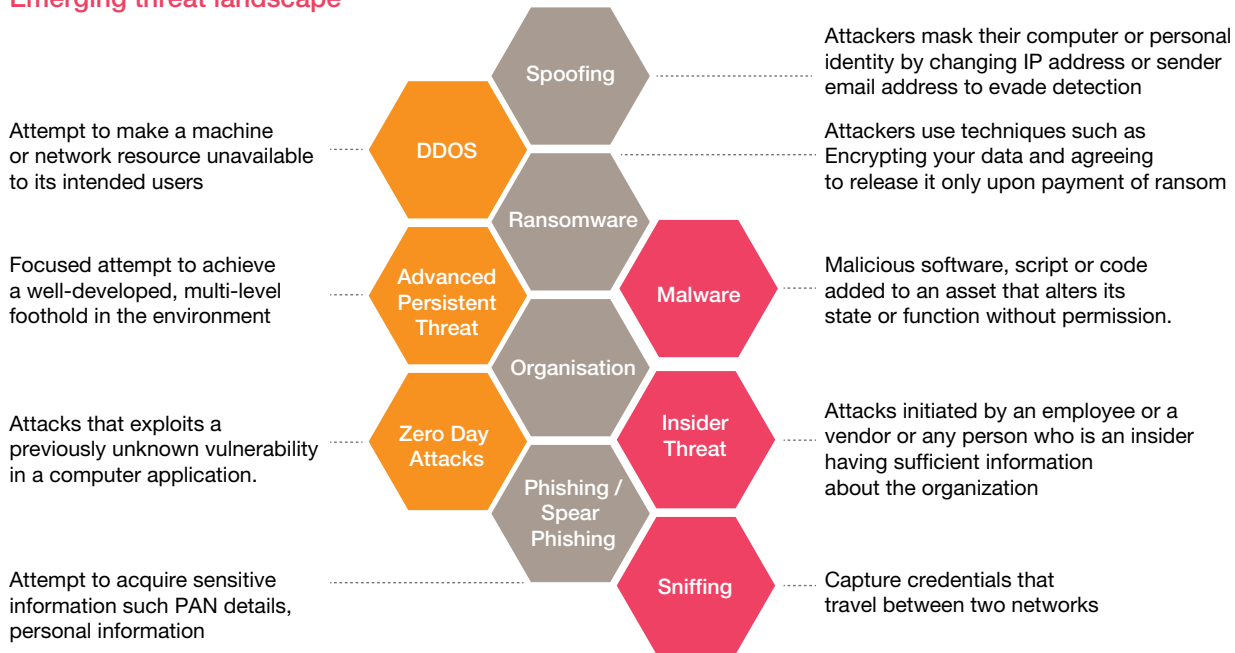 Emerging threat landscape
Spoofing
Attackers mask their computer or personal
identity by changing IP address or sender
email address to evade detection
Attempt to make a machine
or network resource unavailable
to its intended users
DDOS
Attackers use techniques such as
Encrypting your data and agreeing
to release it only upon payment of ransom
Ransomware
Focused attempt to achieve
a well-developed, multi-level
foothold in the environment
Advanced
Persistent
Threat
Malware
Malicious software, script or code
added to an asset that alters its
state or function without permission.
Organisation
Attacks that exploits a
previously unknown vulnerability
in a computer application.
Zero Day
Attacks
Insider
Threat
Attacks initiated by an employee or a
vendor or any person who is an insider
having sufficient information
about the organization
Phishing /
Spear
Phishing
Attempt to acquire sensitive
information such PAN details,
personal information
Sniffing
Capture credentials that
travel between two networks